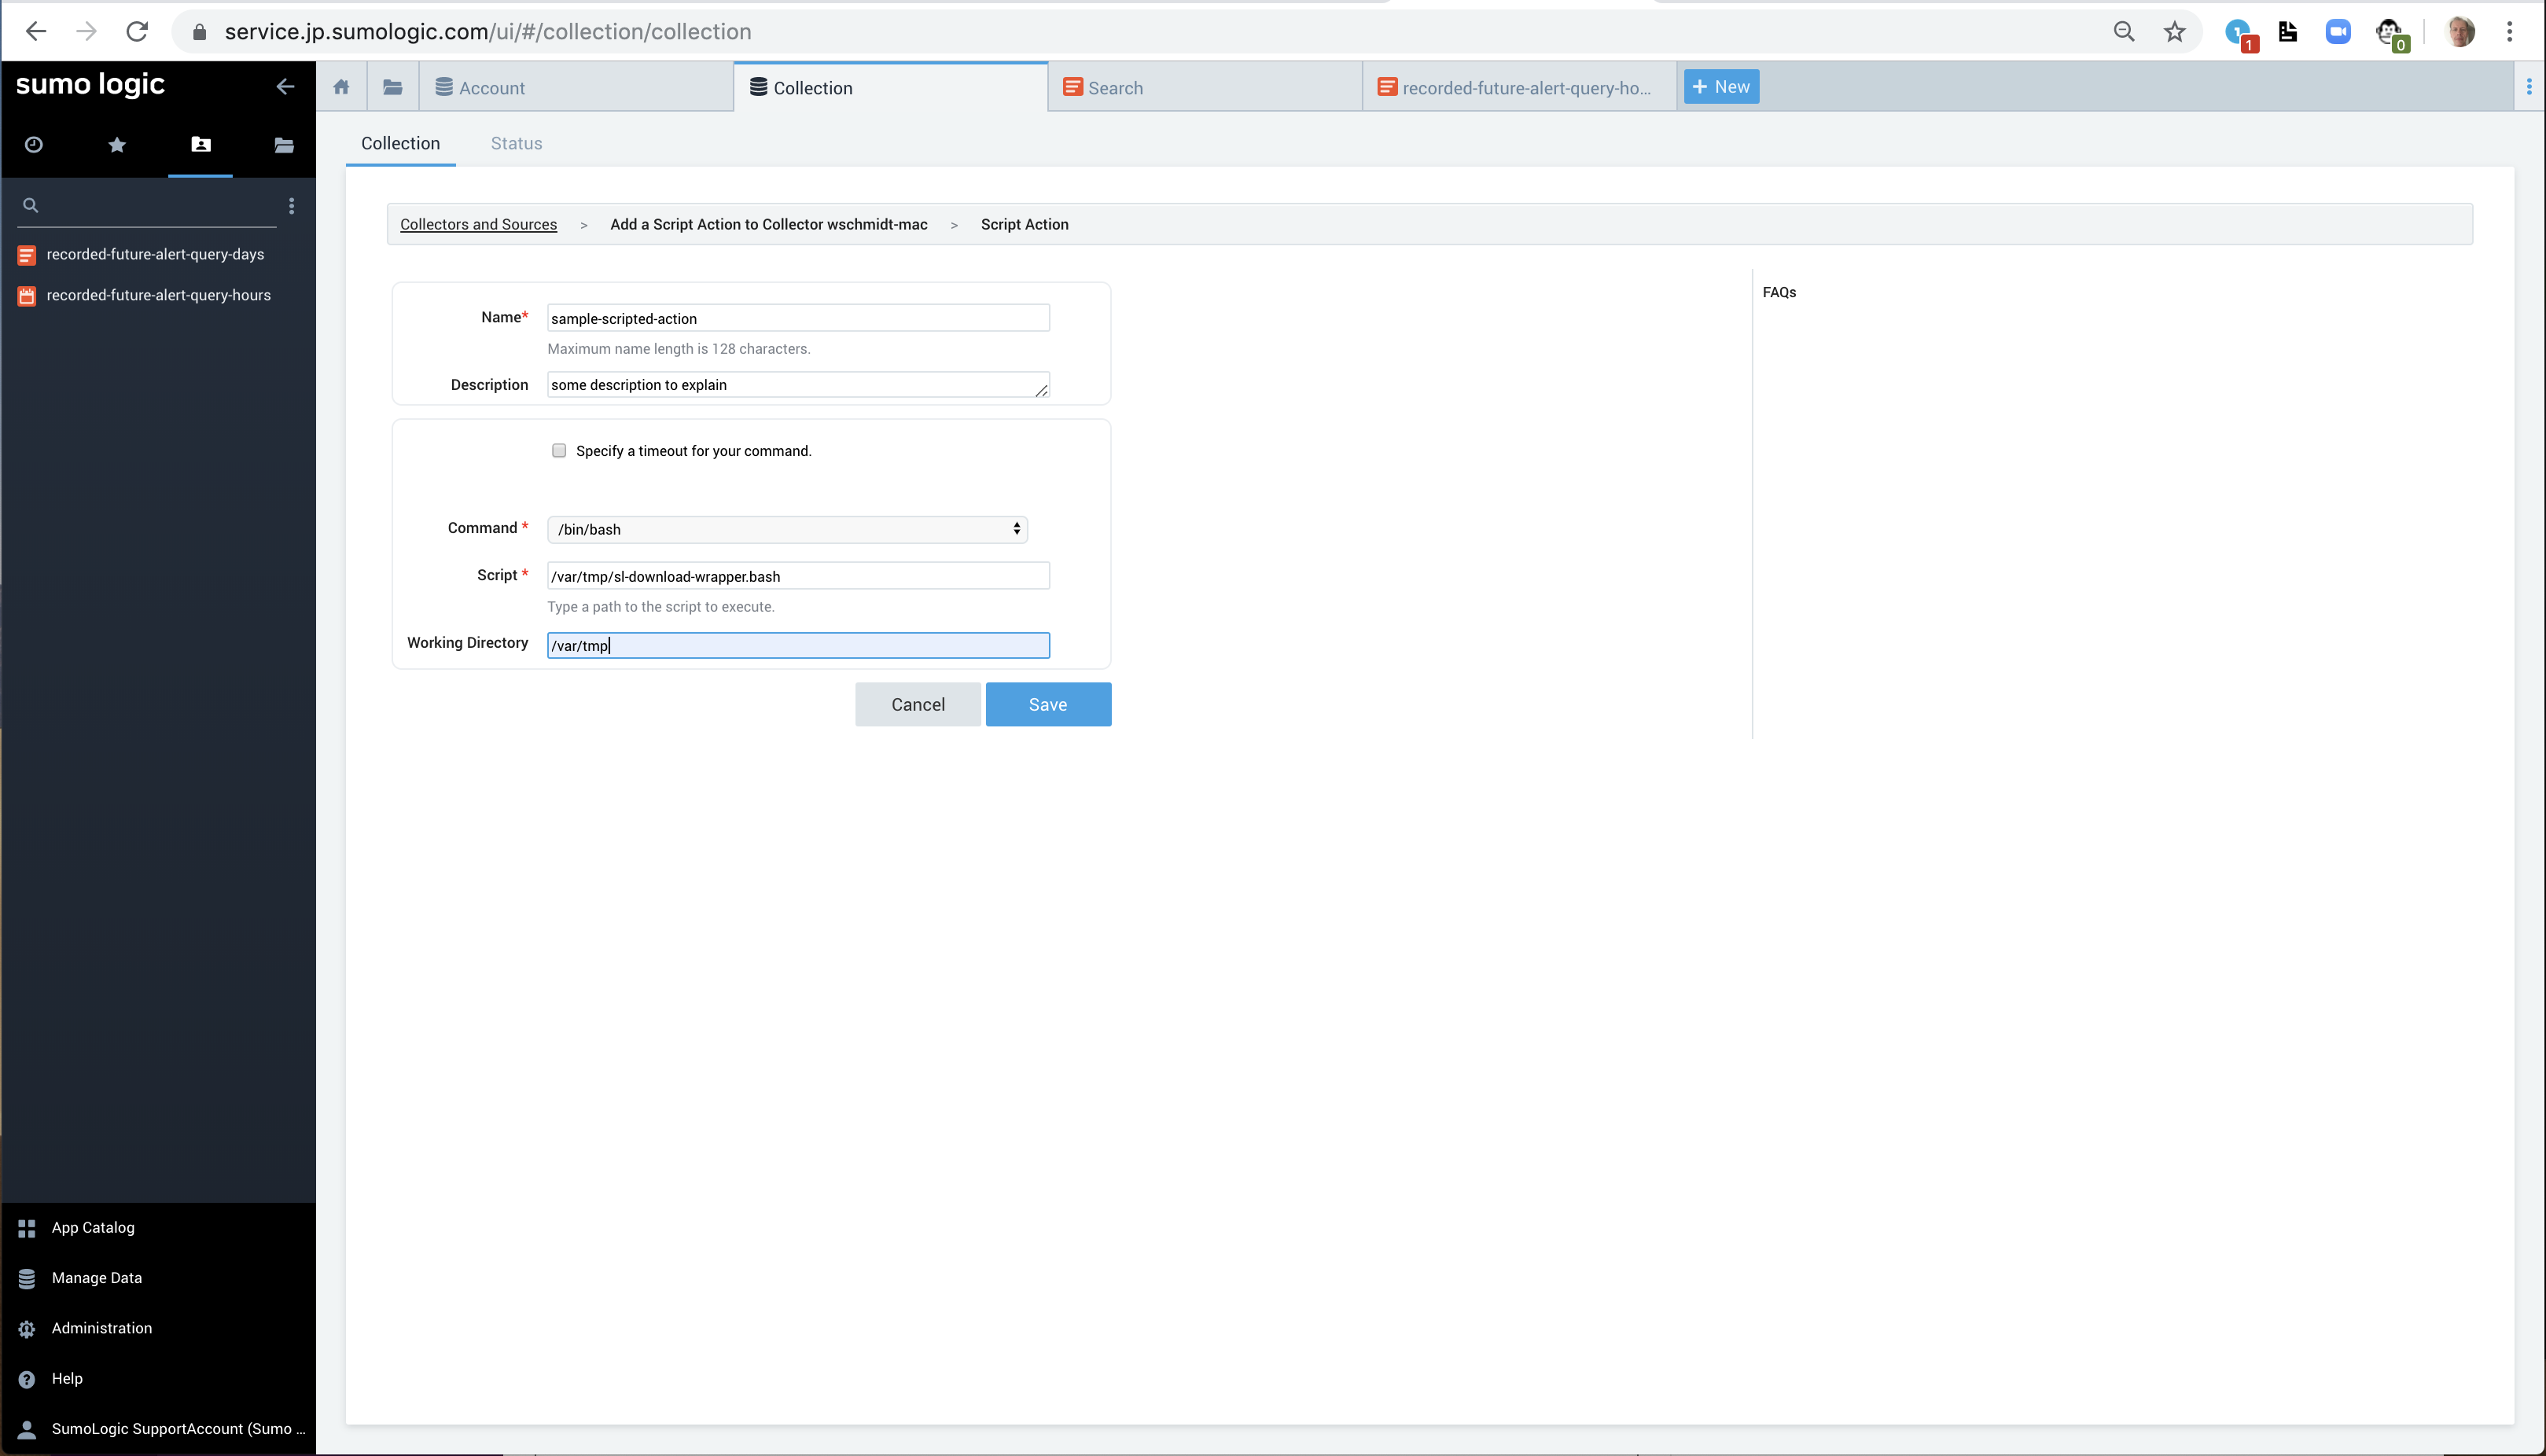 service.jp.sumologic.com/ui/#/collection/collection
1
0
sumo logic
Account
Collection
Search
recorded-future-alert-query-ho...
+ New
Collection
Status
Collectors and Sources > Add a Script Action to Collector wschmidt-mac > Script Action
recorded-future-alert-query-days
recorded-future-alert-query-hours
FAQs
Name* sample-scripted-action
Maximum name length is 128 characters.
Description some description to explain
Specify a timeout for your command.
Command * /bin/bash
Script * /var/tmp/sl-download-wrapper.bash
Type a path to the script to execute.
Working Directory /var/tmp
Cancel
Save
App Catalog
Manage Data
Administration
Help
SumoLogic SupportAccount (Sumo ...